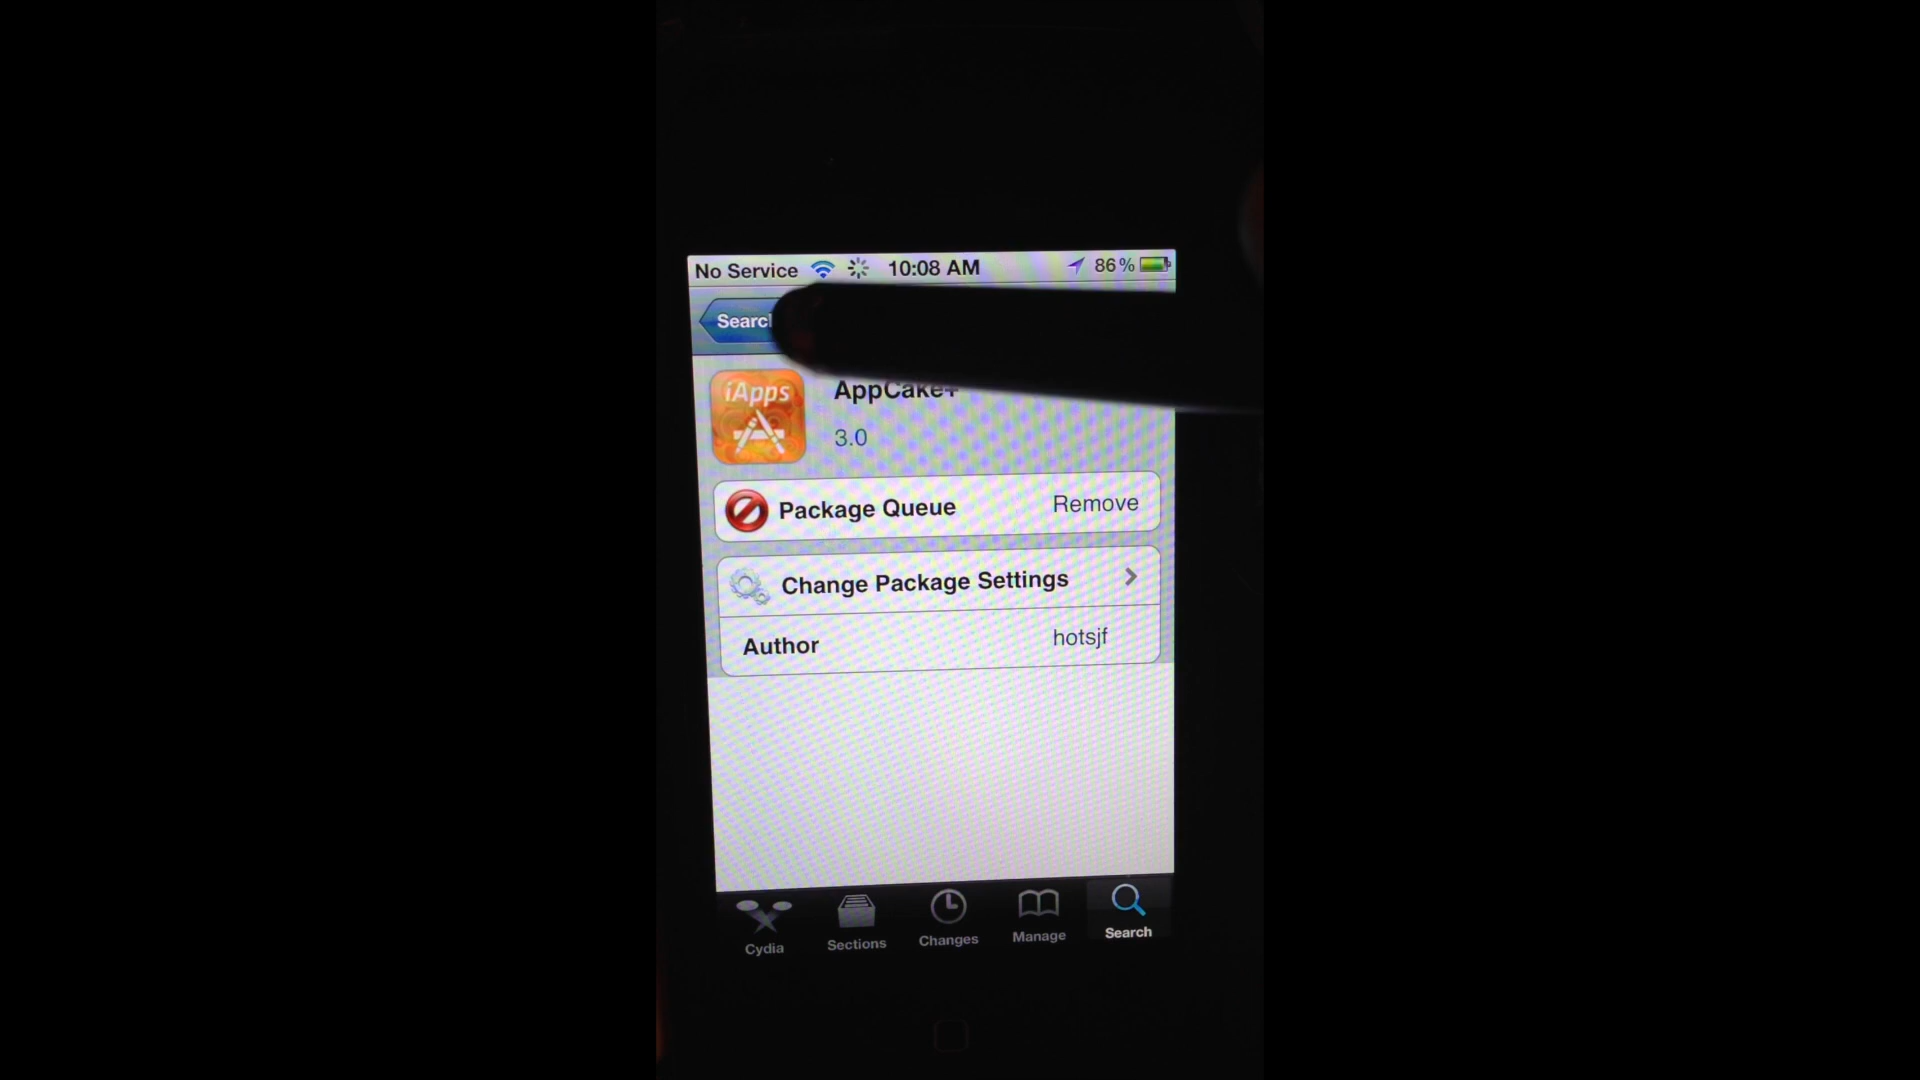 No Service 10:08 AM 86%
Search
iApps
AppCake+
3.0
Package Queue Remove
Change Package Settings
Author hotsjf
Cydia Sections Changes Manage Search